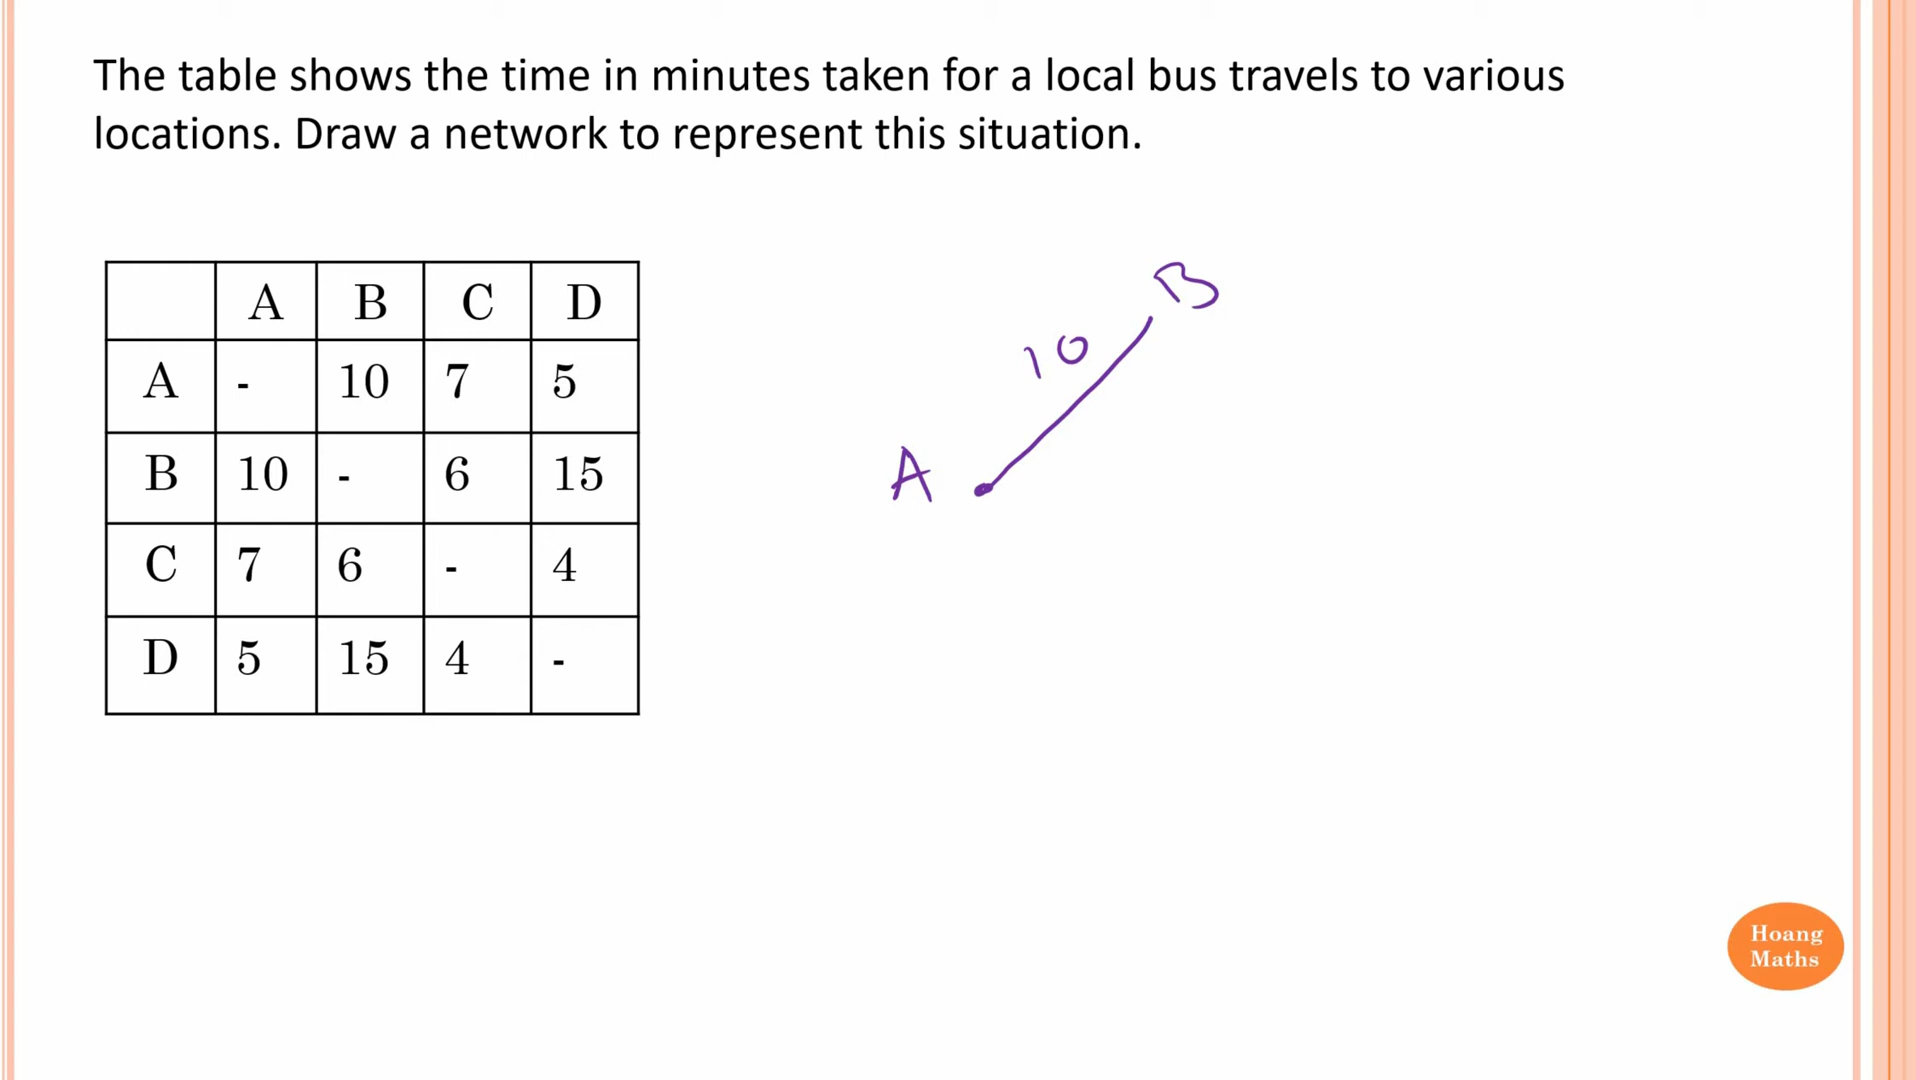 The table shows the time in minutes taken for a local bus travels to various
locations. Draw a network to represent this situation.
A B C D
A - 10 7 5
B 10 - 6 15
C 7 6 - 4
D 5 15 4 -
B
10
A
Hoang
Maths